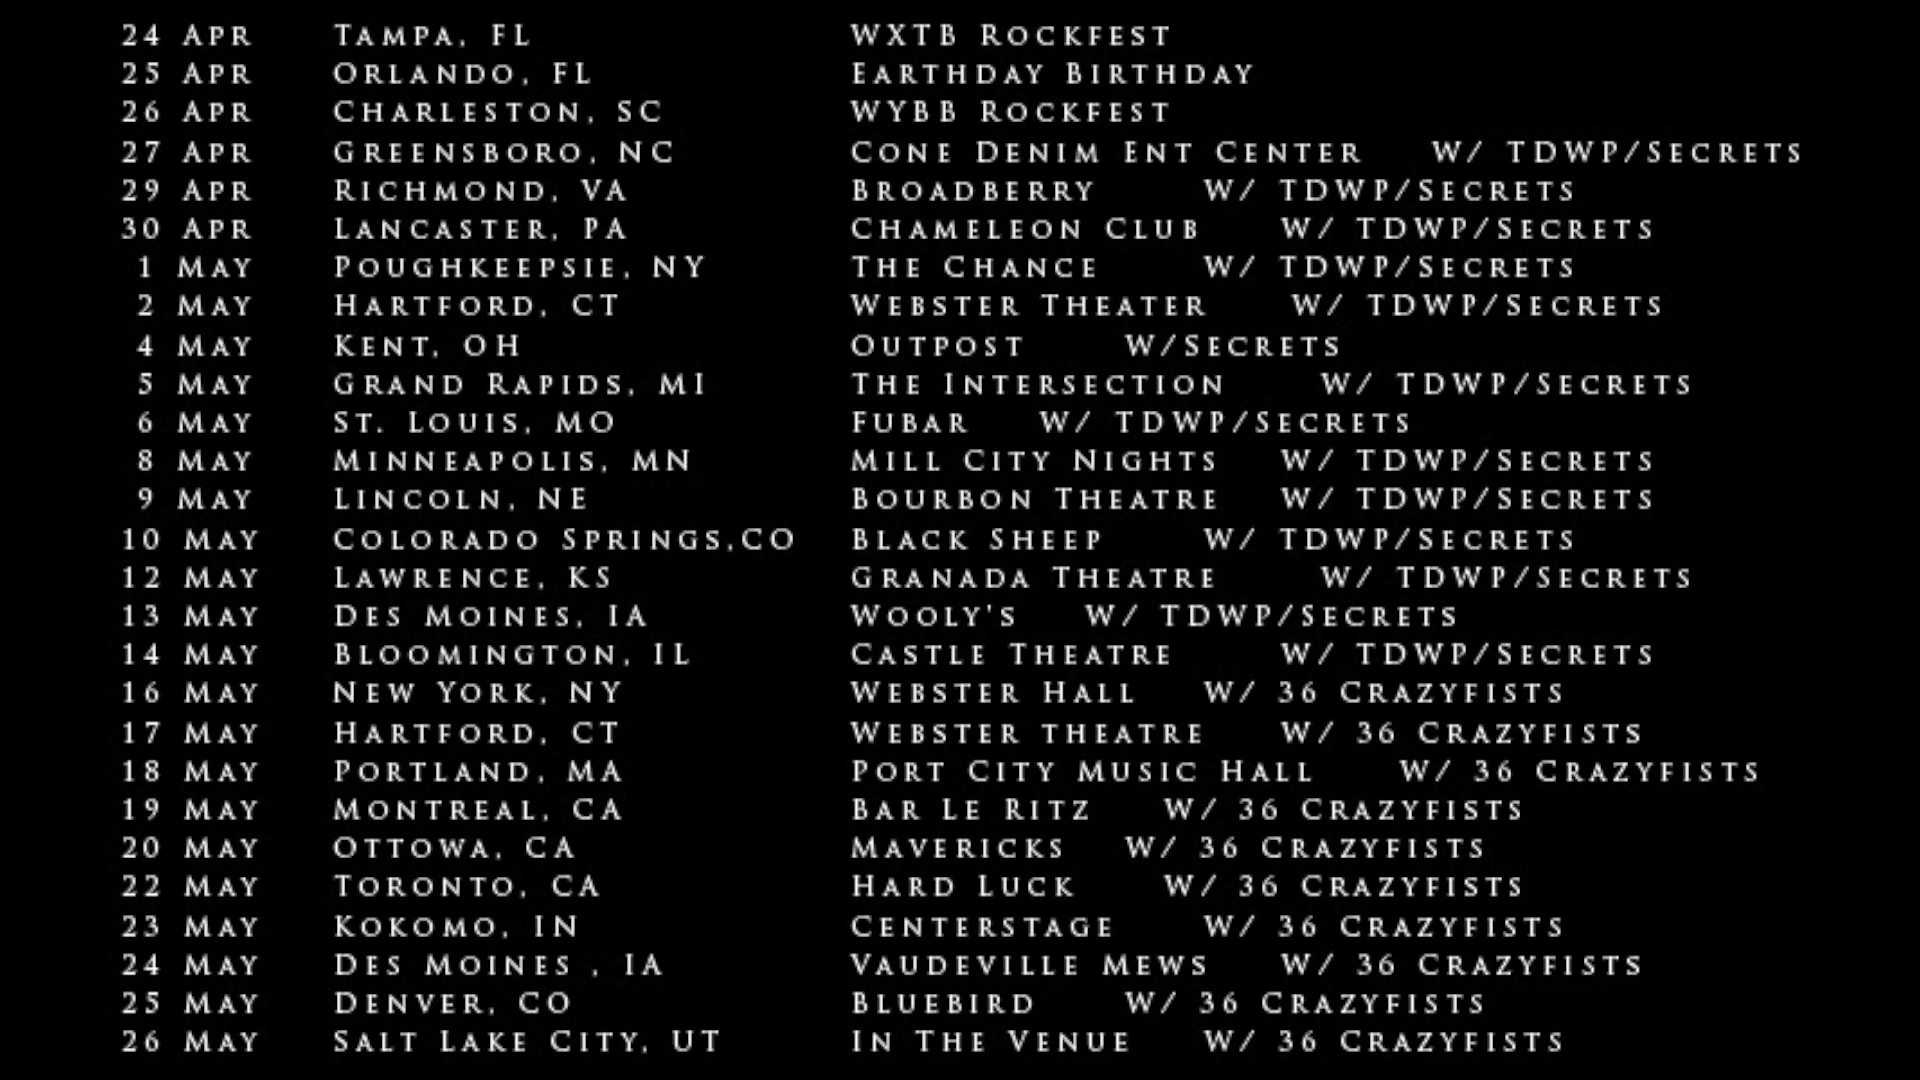 24 Apr Tampa, FL WXTB Rockfest
25 Apr Orlando, FL Earthday Birthday
26 Apr Charleston, SC WYBB Rockfest
27 Apr Greensboro, NC Cone Denim Ent Center W/ TDWP/Secrets
29 Apr Richmond, VA Broadberry W/ TDWP/Secrets
30 Apr Lancaster, PA Chameleon Club W/ TDWP/Secrets
1 May Poughkeepsie, NY The Chance W/ TDWP/Secrets
2 May Hartford, CT Webster Theater W/ TDWP/Secrets
4 May Kent, OH Outpost W/Secrets
5 May Grand Rapids, MI The Intersection W/ TDWP/Secrets
6 May St. Louis, MO Fubar W/ TDWP/Secrets
8 May Minneapolis, MN Mill City Nights W/ TDWP/Secrets
9 May Lincoln, NE Bourbon Theatre W/ TDWP/Secrets
10 May Colorado Springs,CO Black Sheep W/ TDWP/Secrets
12 May Lawrence, KS Granada Theatre W/ TDWP/Secrets
13 May Des Moines, IA Wooly's W/ TDWP/Secrets
14 May Bloomington, IL Castle Theatre W/ TDWP/Secrets
16 May New York, NY Webster Hall W/ 36 Crazyfists
17 May Hartford, CT Webster theatre W/ 36 Crazyfists
18 May Portland, MA Port City Music Hall W/ 36 Crazyfists
19 May Montreal, CA Bar Le Ritz W/ 36 Crazyfists
20 May Ottowa, CA Mavericks W/ 36 Crazyfists
22 May Toronto, CA Hard Luck W/ 36 Crazyfists
23 May Kokomo, IN Centerstage W/ 36 Crazyfists
24 May Des Moines , IA Vaudeville Mews W/ 36 Crazyfists
25 May Denver, CO Bluebird W/ 36 Crazyfists
26 May Salt Lake City, UT In The Venue W/ 36 Crazyfists